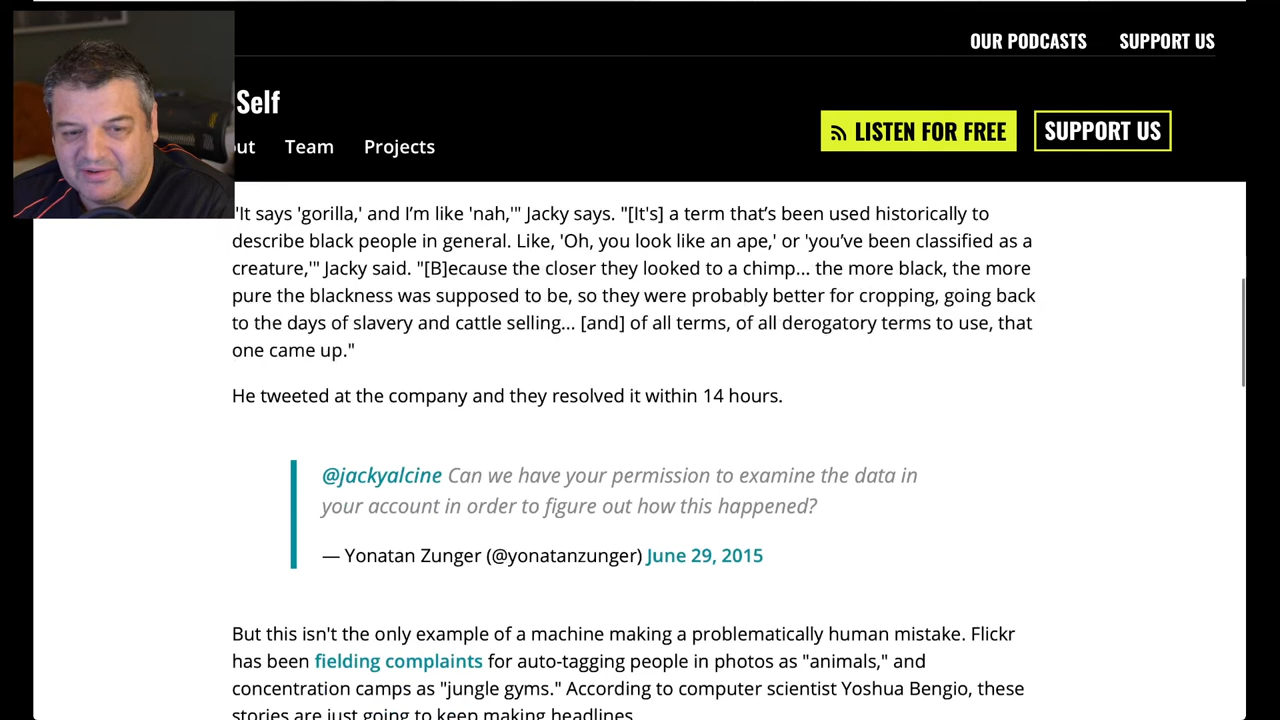 OUR PODCASTS SUPPORT US
Self
LISTEN FOR FREE SUPPORT US
Team Projects
'It says 'gorilla,' and I’m like 'nah,'" Jacky says. "[It's] a term that’s been used historically to
describe black people in general. Like, 'Oh, you look like an ape,' or 'you’ve been classified as a
creature,'" Jacky said. "[B]ecause the closer they looked to a chimp... the more black, the more
pure the blackness was supposed to be, so they were probably better for cropping, going back
to the days of slavery and cattle selling... [and] of all terms, of all derogatory terms to use, that
one came up."
He tweeted at the company and they resolved it within 14 hours.
@jackyalcine Can we have your permission to examine the data in
your account in order to figure out how this happened?
— Yonatan Zunger (@yonatanzunger) June 29, 2015
But this isn't the only example of a machine making a problematically human mistake. Flickr
has been fielding complaints for auto-tagging people in photos as "animals," and
concentration camps as "jungle gyms." According to computer scientist Yoshua Bengio, these
stories are just going to keep making headlines.